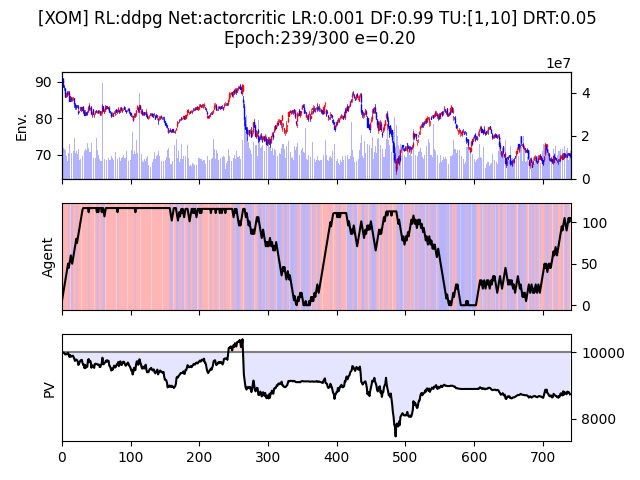 [XOM] RL:ddpg Net:actorcritic LR:0.001 DF:0.99 TU:[1,10] DRT:0.05
Epoch:239/300 e=0.20
1e7
Env.
90
80
70
4
2
0
Agent
100
50
0
PV
10000
8000
0 100 200 300 400 500 600 700